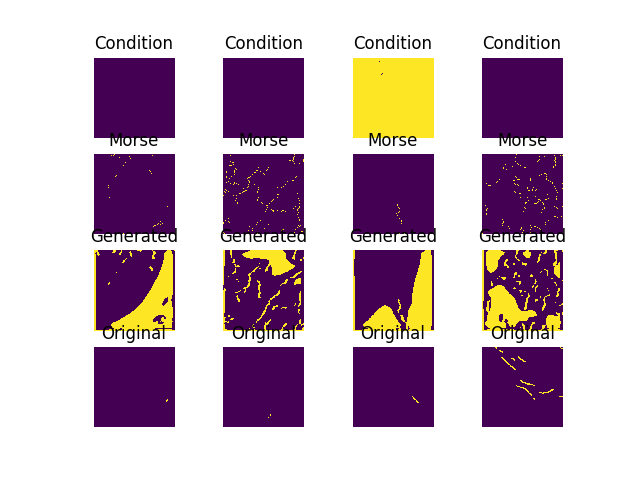 Condition Condition Condition Condition
Morse Morse Morse Morse
Generated Generated Generated Generated
Original Original Original Original